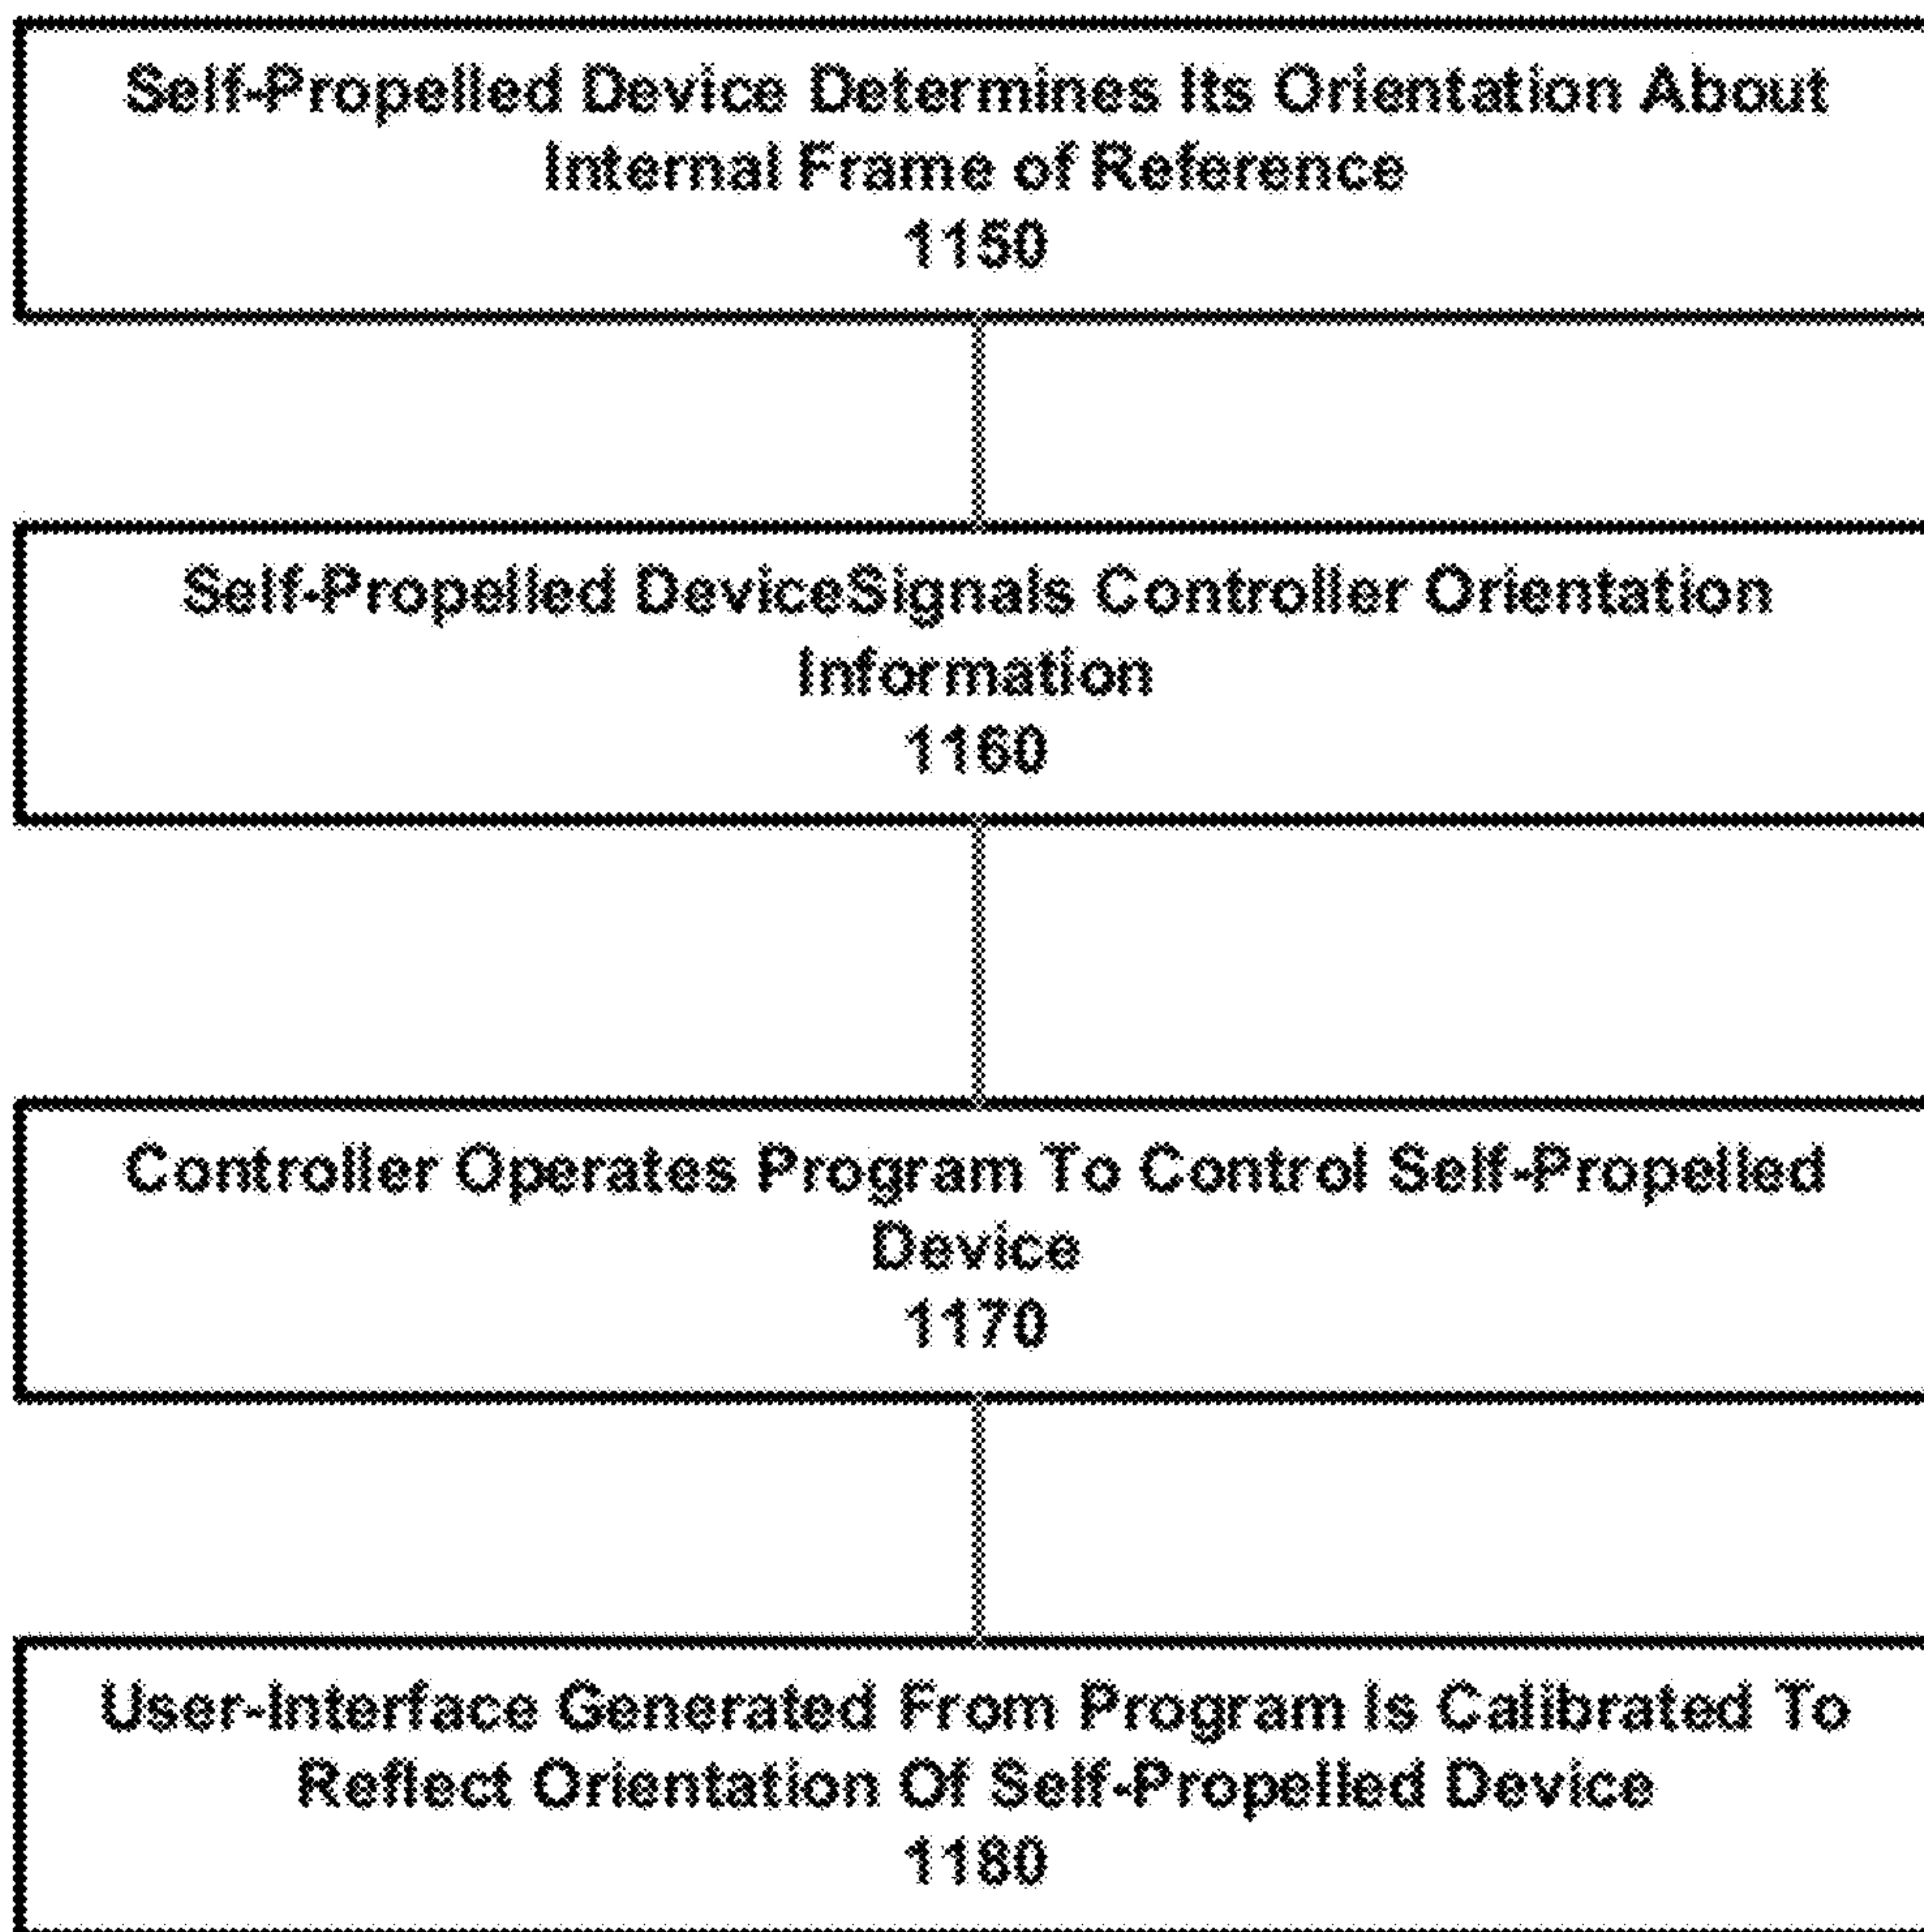 Self-Propelled Device Determines Its Orientation About
Internal Frame of Reference
1150
Self-Propelled DeviceSignals Controller Orientation
Information
1160
Controller Operates Program To Control Self-Propelled
Device
1170
User-Interface Generated From Program Is Calibrated To
Reflect Orientation Of Self-Propelled Device
1180